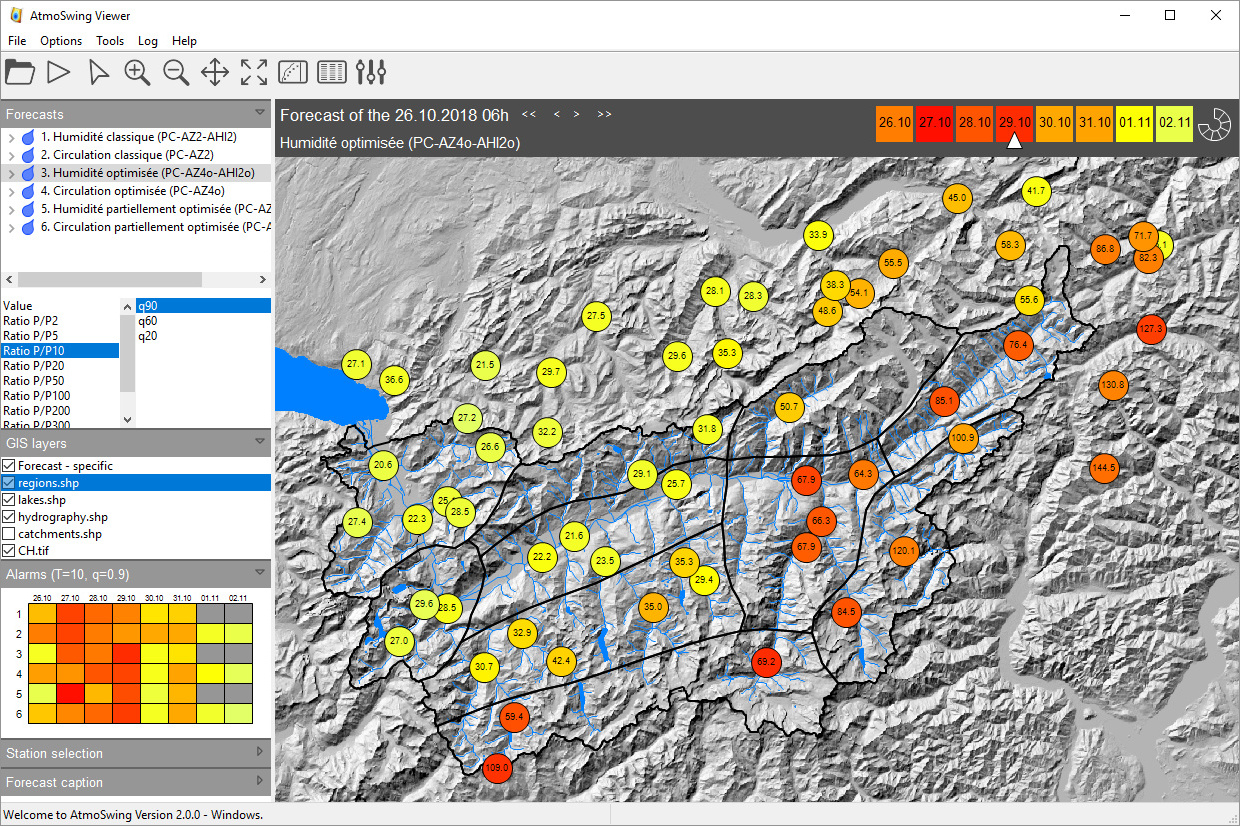 AtmoSwing Viewer
File Options Tools Log Help
Forecasts
1. Humidité classique (PC-AZ2-AHI2)
2. Circulation classique (PC-AZ2)
3. Humidité optimisée (PC-AZ4o-AHI2o)
4. Circulation optimisée (PC-AZ4o)
5. Humidité partiellement optimisée (PC-AZ
6. Circulation partiellement optimisée (PC-A
Value
Ratio P/P2
Ratio P/P5
Ratio P/P10
Ratio P/P20
Ratio P/P50
Ratio P/P100
Ratio P/P200
Ratio P/P300
q90
q60
q20
GIS layers
Forecast - specific
regions.shp
lakes.shp
hydrography.shp
catchments.shp
CH.tif
Alarms (T=10, q=0.9)
26.10 27.10 28.10 29.10 30.10 31.10 01.11 02.11
1
2
3
4
5
6
Station selection
Forecast caption
Forecast of the 26.10.2018 06h << < > >>
Humidité optimisée (PC-AZ4o-AHI2o)
26.10 27.10 28.10 29.10 30.10 31.10 01.11 02.11
41.7
45.0
33.9
71.7
58.3
86.8
82.3
55.5
38.3
54.1
28.1
28.3
55.6
48.6
27.5
127.3
76.4
35.3
29.6
27.1
21.5
29.7
36.6
130.8
85.1
50.7
27.2
31.8
32.2
100.9
26.6
20.6
144.5
29.1
64.3
67.9
25.7
28.5
22.3
27.4
66.3
21.6
67.9
120.1
22.2
23.5
35.3
29.4
29.6
28.5
35.0
84.5
32.9
27.0
42.4
69.2
30.7
59.4
109.0
Welcome to AtmoSwing Version 2.0.0 - Windows.